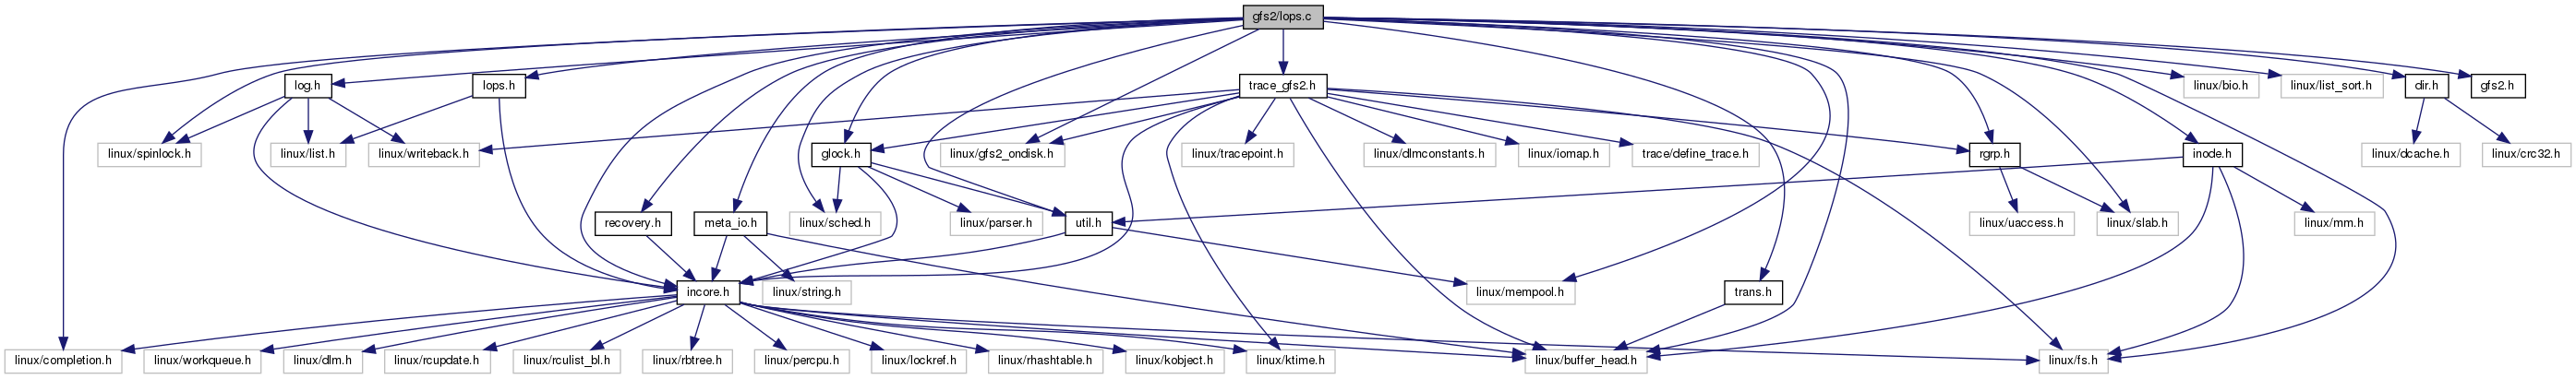 gfs2/lops.c
log.h
lops.h
trace_gfs2.h
linux/bio.h
linux/list_sort.h
dir.h
gfs2.h
linux/spinlock.h
linux/list.h
linux/writeback.h
glock.h
linux/gfs2_ondisk.h
linux/tracepoint.h
linux/dlmconstants.h
linux/iomap.h
trace/define_trace.h
rgrp.h
inode.h
linux/dcache.h
linux/crc32.h
recovery.h
meta_io.h
linux/sched.h
linux/parser.h
util.h
linux/uaccess.h
linux/slab.h
linux/mm.h
incore.h
linux/string.h
linux/mempool.h
trans.h
linux/completion.h
linux/workqueue.h
linux/dlm.h
linux/rcupdate.h
linux/rculist_bl.h
linux/rbtree.h
linux/percpu.h
linux/lockref.h
linux/rhashtable.h
linux/kobject.h
linux/ktime.h
linux/buffer_head.h
linux/fs.h